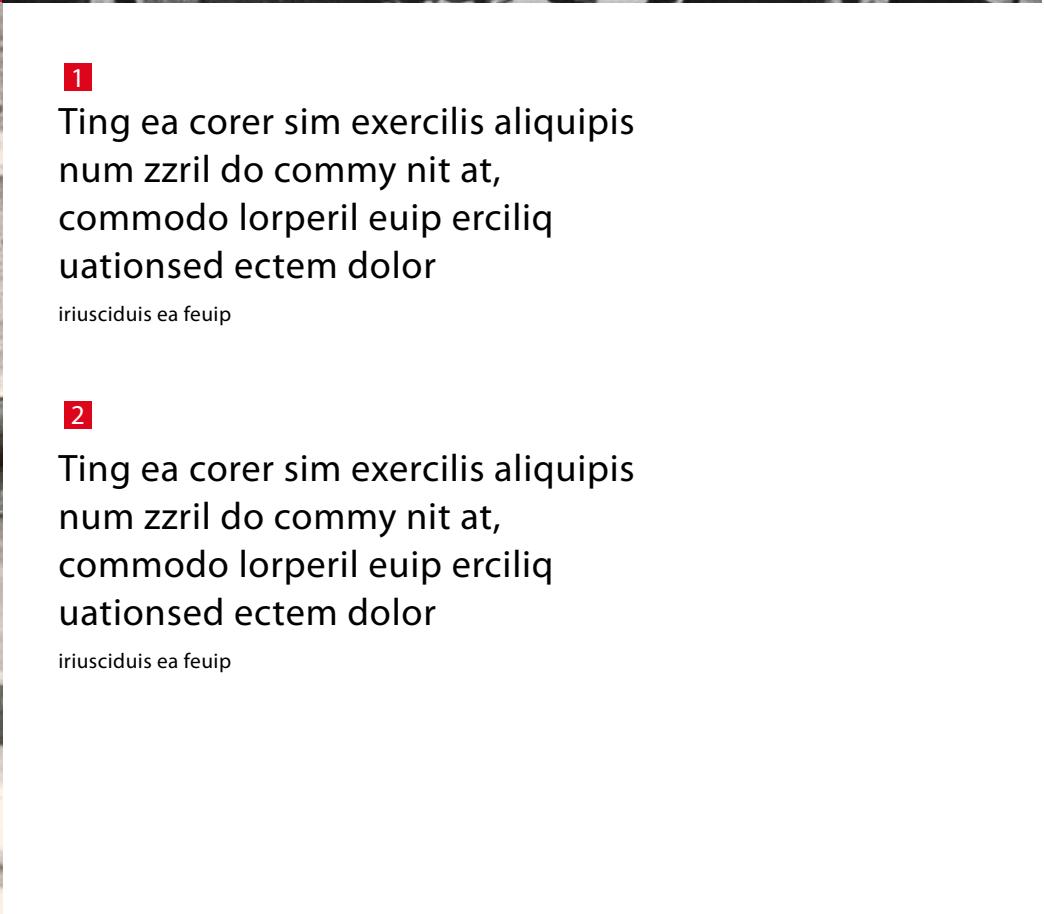 1
Ting ea corer sim exercilis aliquipis
num zzril do commy nit at,
commodo lorperil euip erciliq
uationsed ectem dolor
iriusciduis ea feuip
2
Ting ea corer sim exercilis aliquipis
num zzril do commy nit at,
commodo lorperil euip erciliq
uationsed ectem dolor
iriusciduis ea feuip